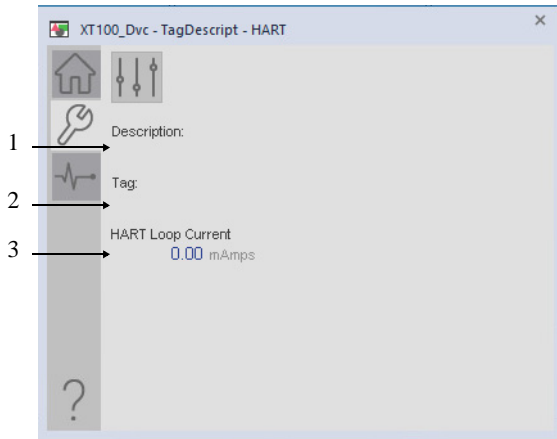 XT100_Dvc - TagDescript - HART
Description:
1
Tag:
2
HART Loop Current
3
0.00 mAmps
?